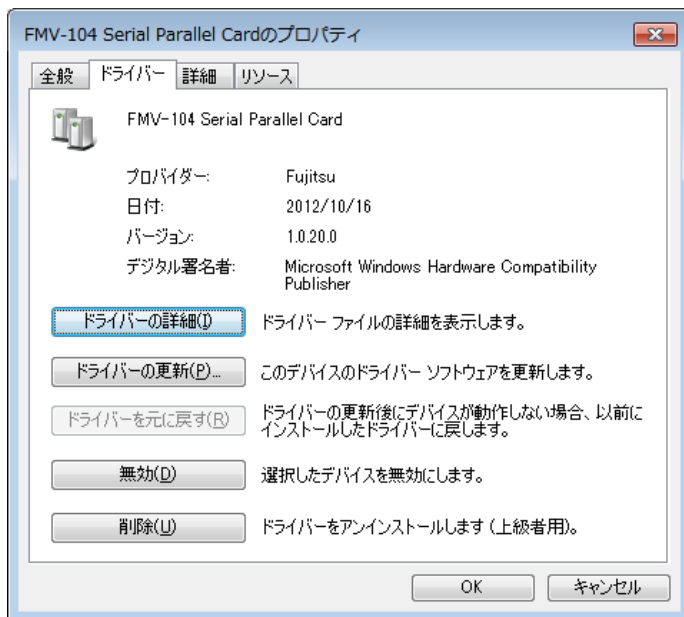 FMV-104 Serial Parallel Cardのプロパティ
全般 ドライバー 詳細 リソース
FMV-104 Serial Parallel Card
プロバイダー: Fujitsu
日付: 2012/10/16
バージョン: 1.0.20.0
デジタル署名者: Microsoft Windows Hardware Compatibility
Publisher
ドライバーの詳細(I) ドライバー ファイルの詳細を表示します。
ドライバーの更新(P)... このデバイスのドライバー ソフトウェアを更新します。
ドライバーを元に戻す(R) ドライバーの更新後にデバイスが動作しない場合、以前に
インストールしたドライバーに戻します。
無効(D) 選択したデバイスを無効にします。
削除(U) ドライバーをアンインストールします (上級者用)。
OK キャンセル